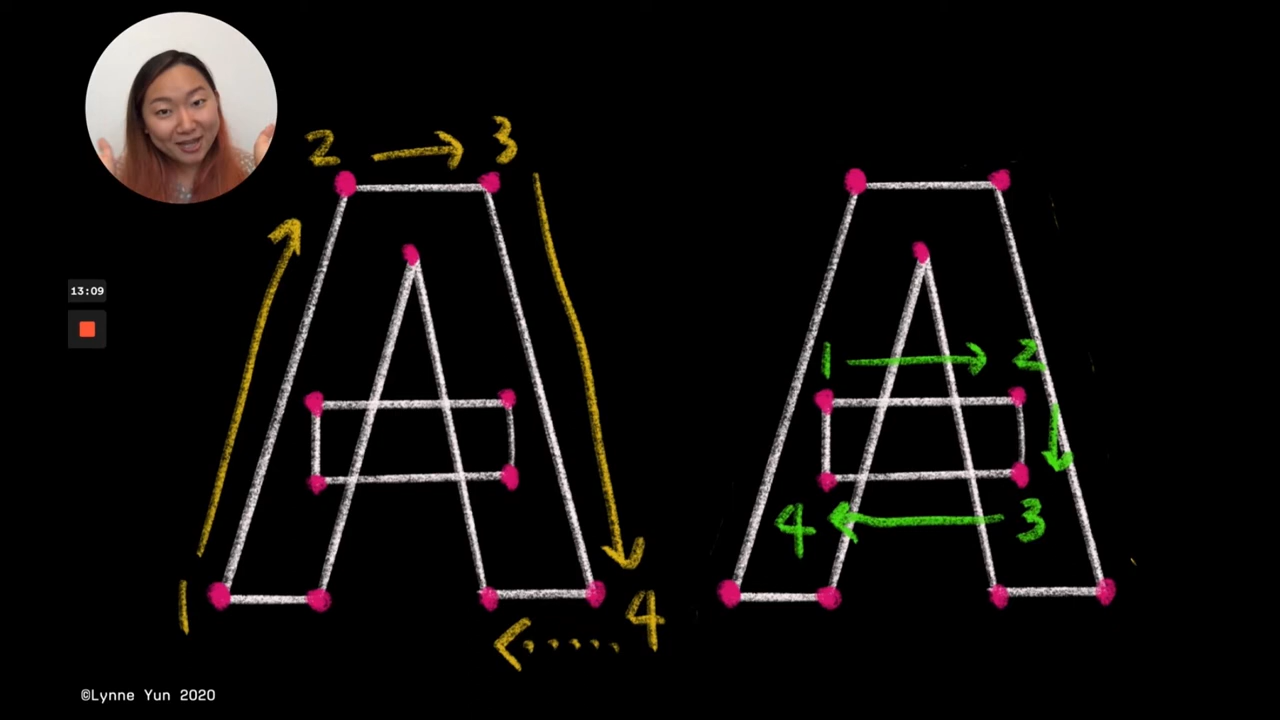 2 → 3
13:09
1 → 2
4 ← 3
1
4
©Lynne Yun 2020